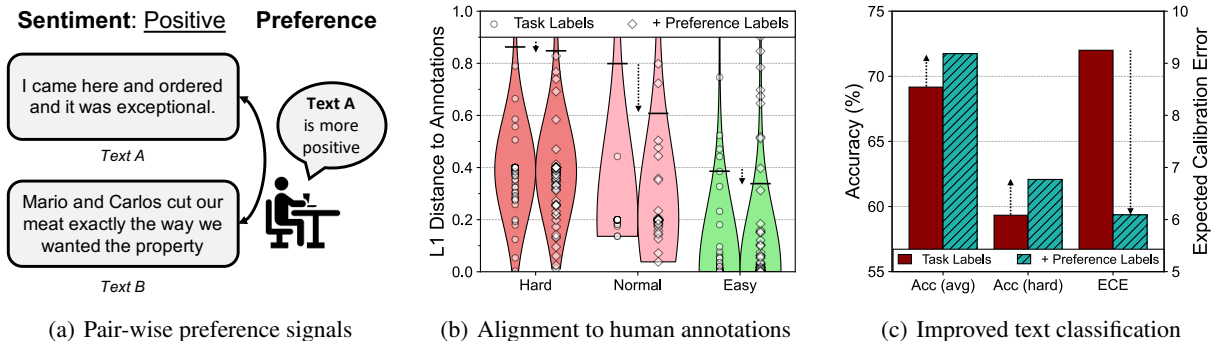 Sentiment: Positive Preference
I came here and ordered
and it was exceptional.
Text A
Text A
is more
positive
Mario and Carlos cut our
meat exactly the way we
wanted the property
Text B
(a) Pair-wise preference signals
L1 Distance to Annotations
1.0
0.8
0.6
0.4
0.2
0.0
Task Labels + Preference Labels
Hard Normal Easy
(b) Alignment to human annotations
Accuracy (%)
75
70
65
60
55
Expected Calibration Error
10
9
8
7
6
5
Task Labels + Preference Labels
Acc (avg) Acc (hard) ECE
(c) Improved text classification